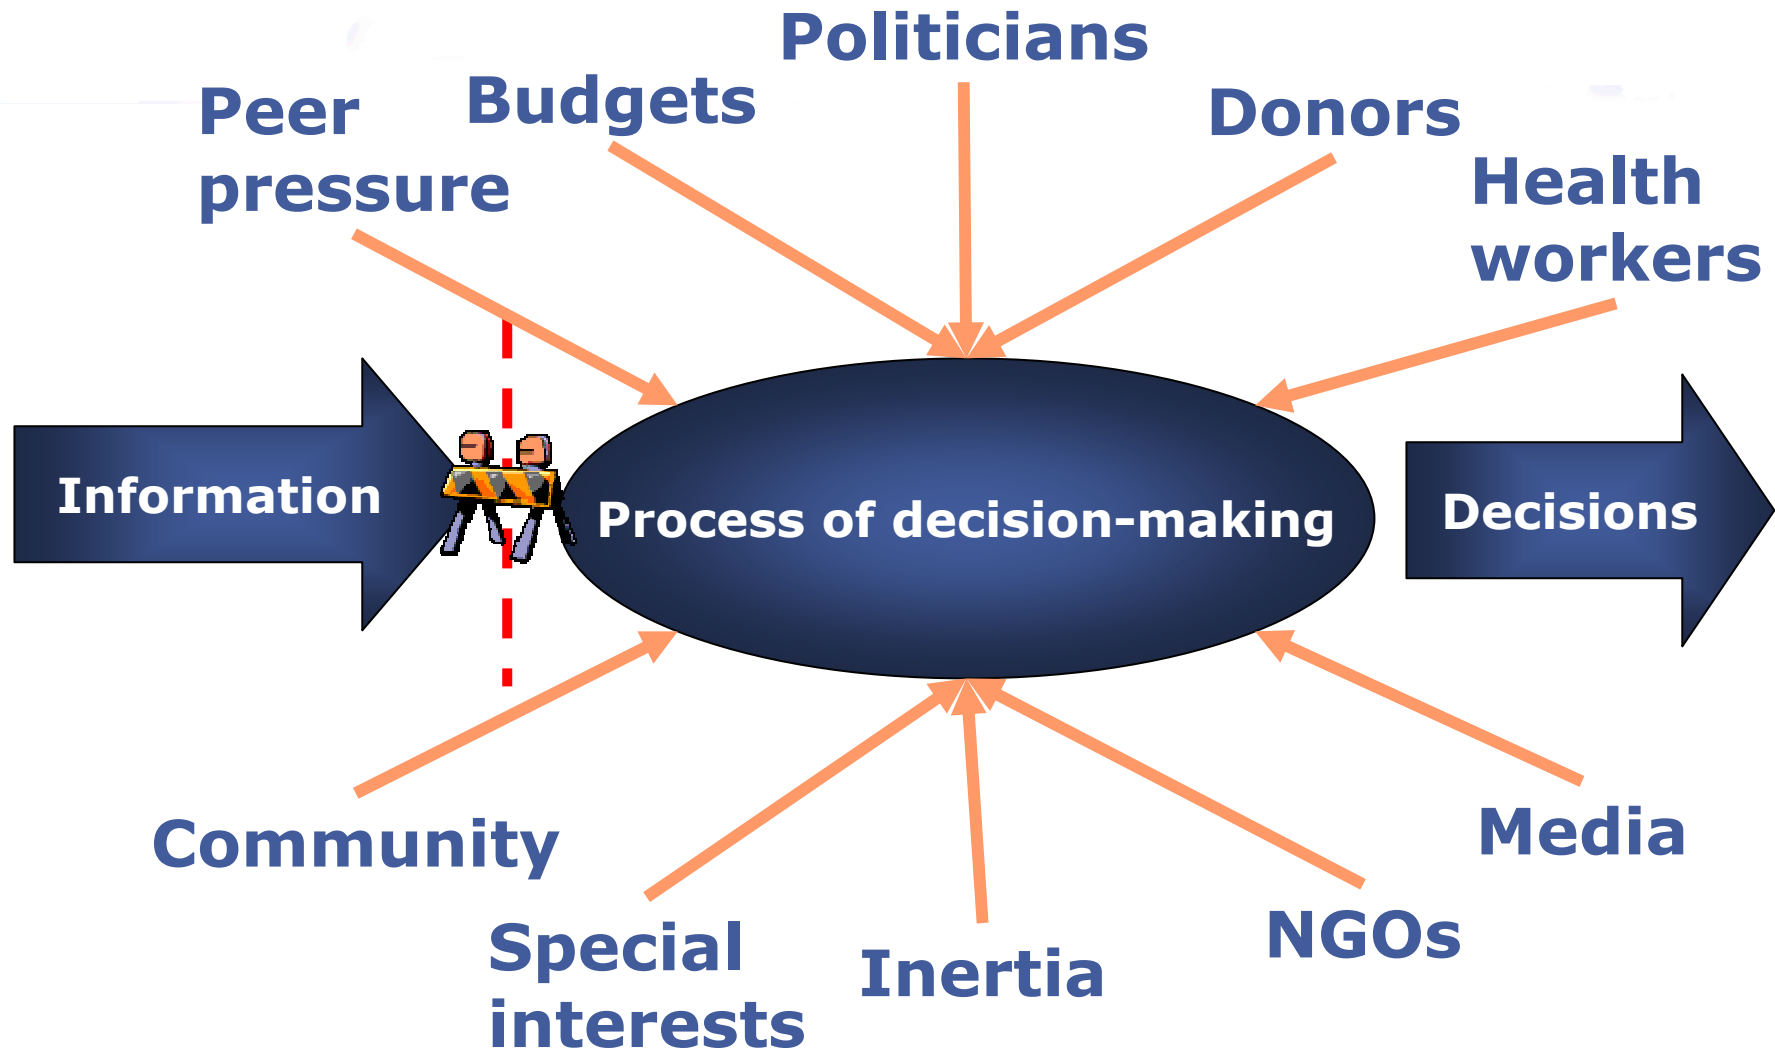 Politicians
Budgets
Donors
Peer
pressure
Health
workers
Information
Process of decision-making
Decisions
Community
Media
Special
interests
Inertia
NGOs